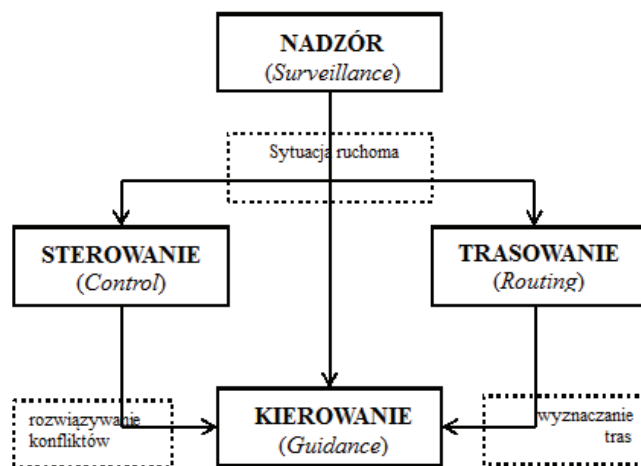 NADZÓR
(Surveillance)
Sytuacja ruchoma
STEROWANIE
(Control)
TRASOWANIE
(Routing)
rozwiązywanie
konfliktów
KIEROWANIE
(Guidance)
wyznaczanie
tras